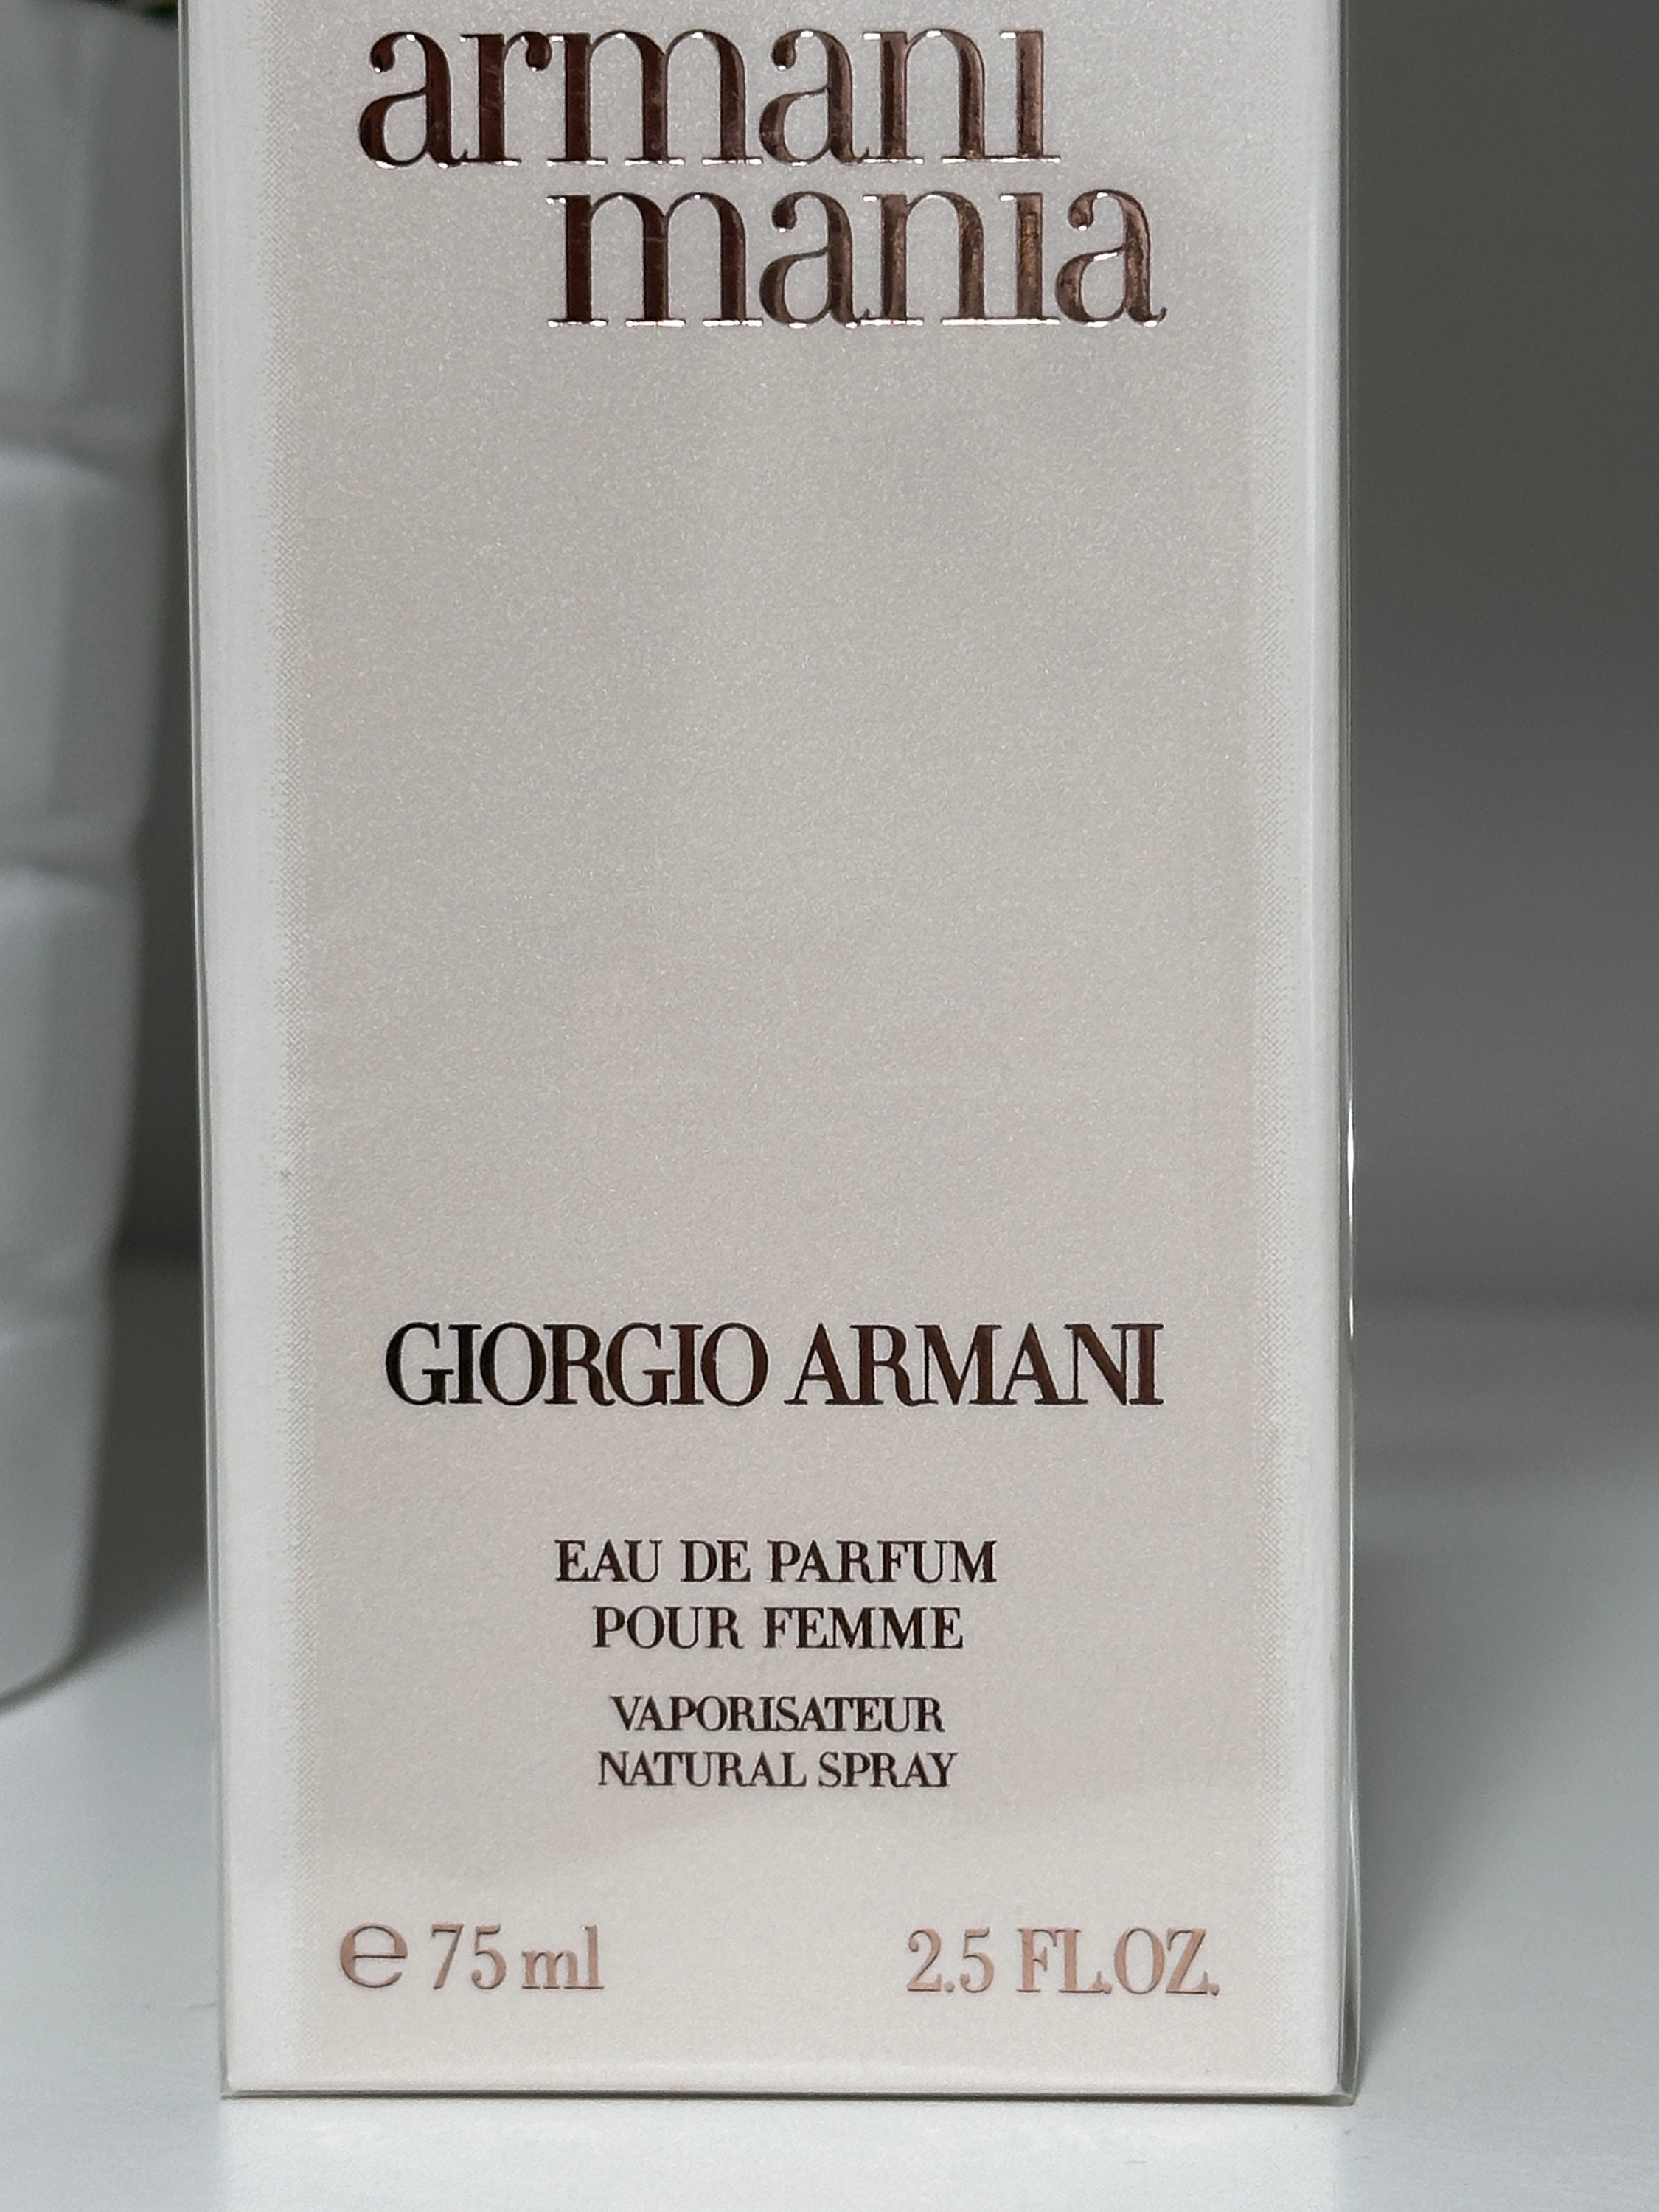 armani
mania
GIORGIO ARMANI
EAU DE PARFUM
POUR FEMME
VAPORISATEUR
NATURAL SPRAY
℮ 75 ml 2.5 FL.OZ.